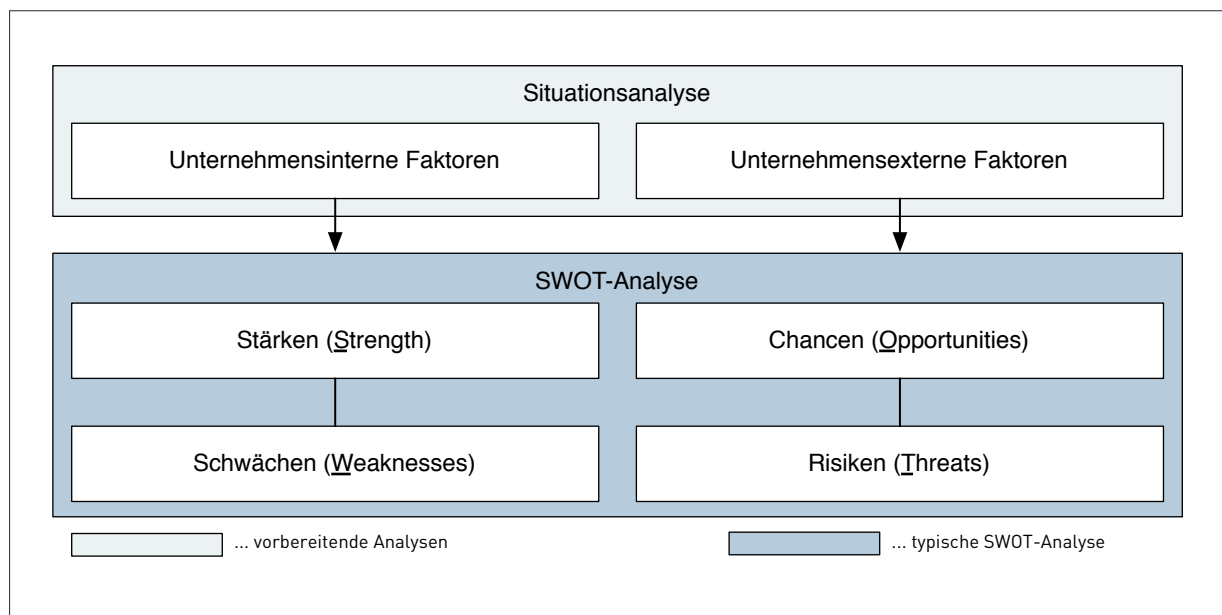 Situationsanalyse
Unternehmensinterne Faktoren
Unternehmensexterne Faktoren
SWOT-Analyse
Stärken (Strength)
Chancen (Opportunities)
Schwächen (Weaknesses)
Risiken (Threats)
... vorbereitende Analysen
... typische SWOT-Analyse